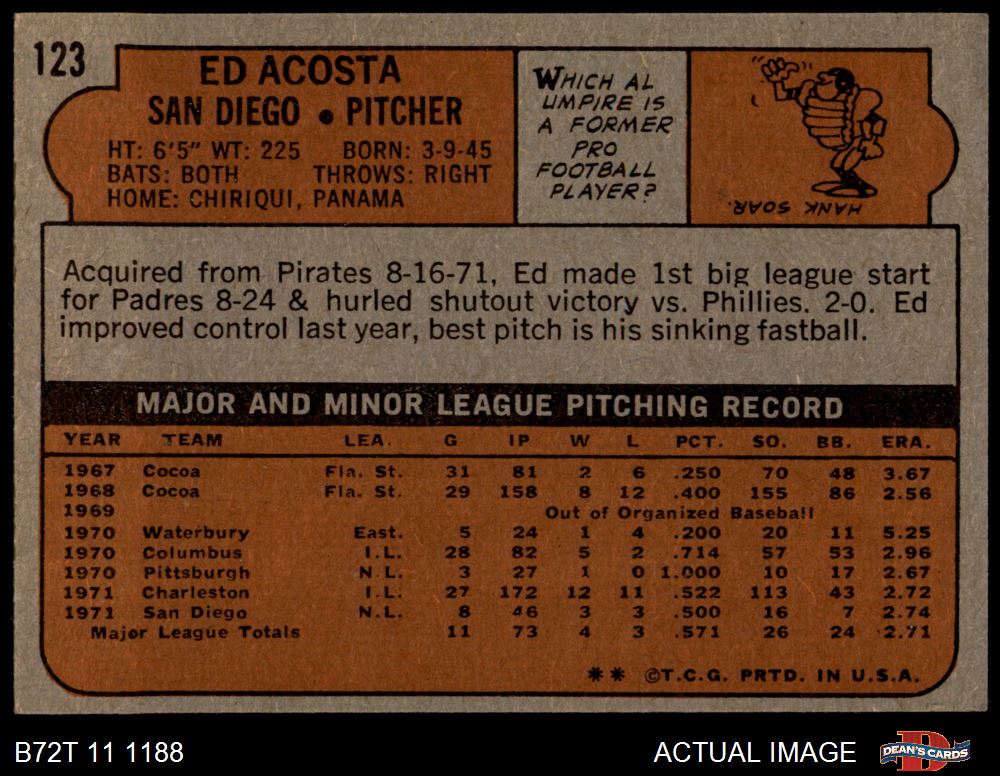 123
ED ACOSTA
SAN DIEGO • PITCHER
HT: 6'5" WT: 225 BORN: 3-9-45
BATS: BOTH THROWS: RIGHT
HOME: CHIRIQUI, PANAMA
WHICH AL
UMPIRE IS
A FORMER
PRO
FOOTBALL
PLAYER?
HANK SOAR.
Acquired from Pirates 8-16-71, Ed made 1st big league start
for Padres 8-24 & hurled shutout victory vs. Phillies. 2-0. Ed
improved control last year, best pitch is his sinking fastball.
MAJOR AND MINOR LEAGUE PITCHING RECORD
YEAR TEAM LEA. G IP W L PCT. SO. BB. ERA.
1967 Cocoa Fla. St. 31 81 2 6 .250 70 48 3.67
1968 Cocoa Fla. St. 29 158 8 12 .400 155 86 2.56
1969 Out of Organized Baseball
1970 Waterbury East. 5 24 1 4 .200 20 11 5.25
1970 Columbus I.L. 28 82 5 2 .714 57 53 2.96
1970 Pittsburgh N.L. 3 27 1 0 1.000 10 17 2.67
1971 Charleston I.L. 27 172 12 11 .522 113 43 2.72
1971 San Diego N.L. 8 46 3 3 .500 16 7 2.74
Major League Totals 11 73 4 3 .571 26 24 2.71
** ©T.C.G. PRTD. IN U.S.A.
B72T 11 1188
ACTUAL IMAGE
D
DEAN'S CARDS